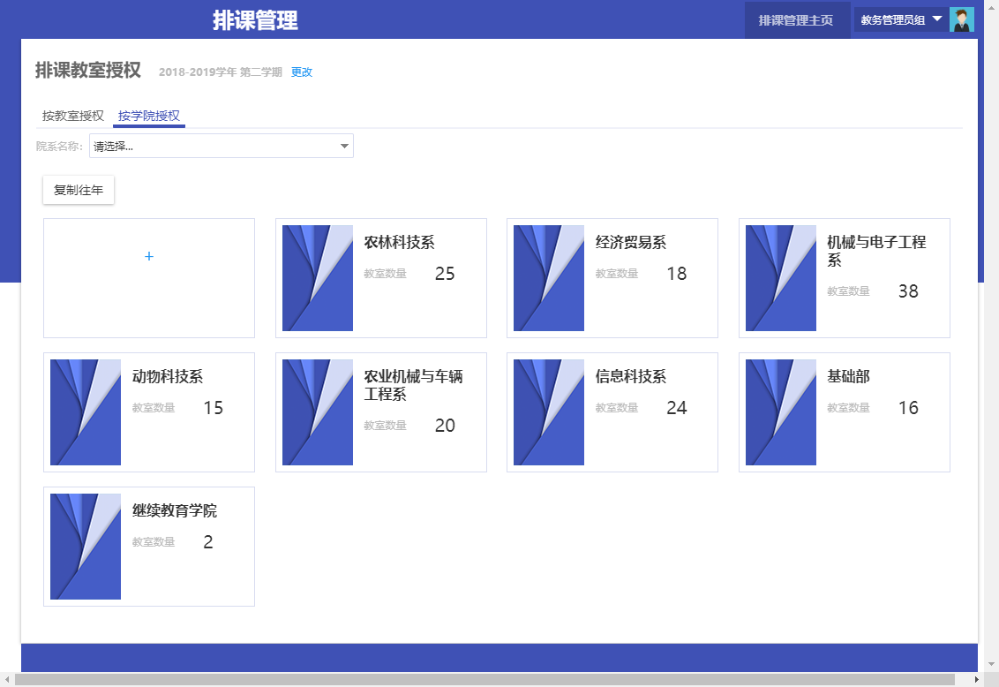 排课管理
排课管理主页
教务管理员组
排课教室授权 2018-2019学年 第二学期 更改
按教室授权 按学院授权
院系名称: 请选择...
复制往年
+
农林科技系
教室数量 25
经济贸易系
教室数量 18
机械与电子工程
系
教室数量 38
动物科技系
教室数量 15
农业机械与车辆
工程系
教室数量 20
信息科技系
教室数量 24
基础部
教室数量 16
继续教育学院
教室数量 2